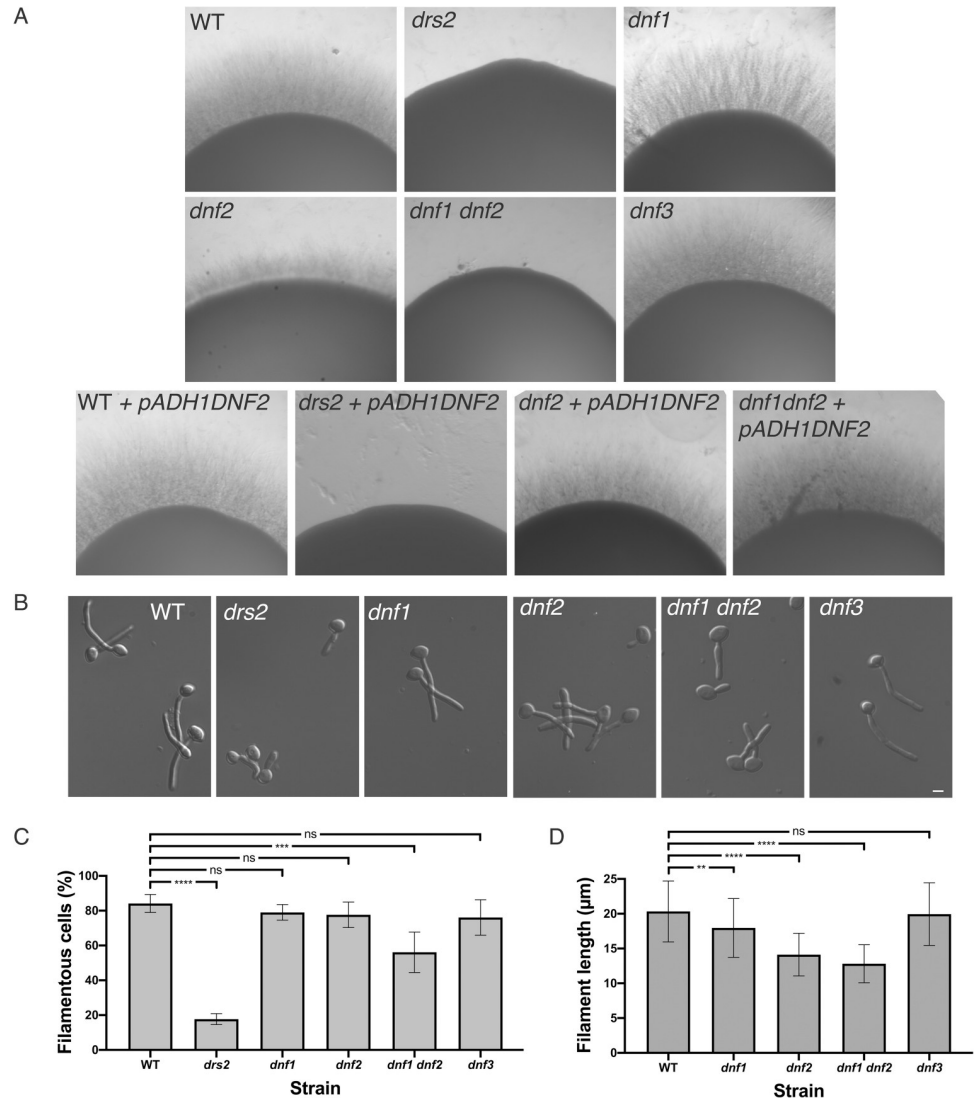 A
WT
drs2
dnf1
dnf2
dnf1 dnf2
dnf3
WT + pADH1DNF2
drs2 + pADH1DNF2
dnf2 + pADH1DNF2
dnf1dnf2 +
pADH1DNF2
B
WT
drs2
dnf1
dnf2
dnf1 dnf2
dnf3
C
ns
***
ns
ns
****
Filamentous cells (%)
100
80
60
40
20
0
WT
drs2
dnf1
dnf2
dnf1 dnf2
dnf3
Strain
D
ns
****
****
**
Filament length (µm)
25
20
15
10
5
0
WT
dnf1
dnf2
dnf1 dnf2
dnf3
Strain